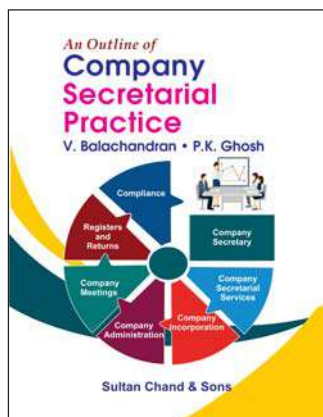 An Outline of
Company
Secretarial
Practice
V. Balachandran • P.K. Ghosh
Compliance
Company
Secretary
Company
Secretarial
Services
Company
Incorporation
Company
Administration
Company
Meetings
Registers
and
Returns
Sultan Chand & Sons